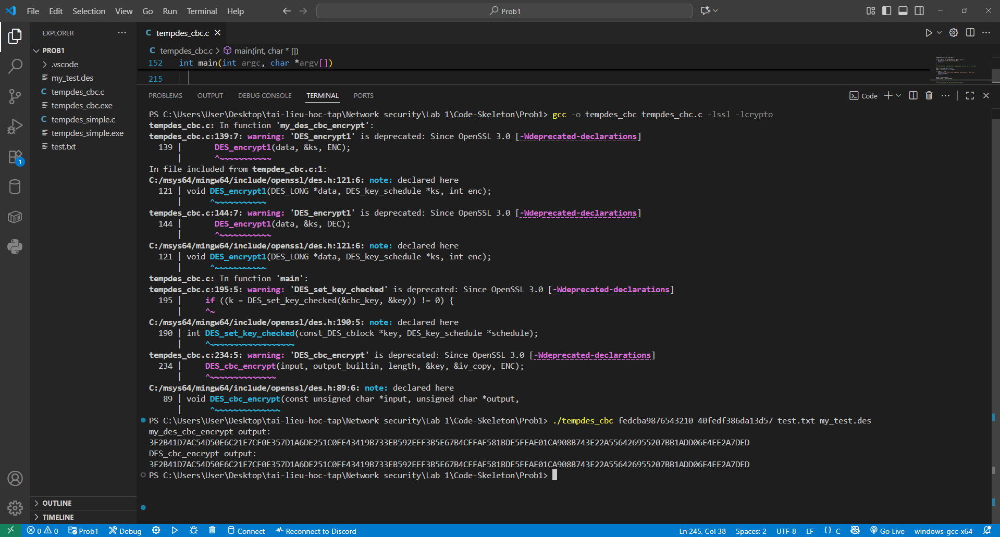 File Edit Selection View Go Run Terminal Help
Prob1
EXPLORER
PROB1
.vscode
my_test.des
C tempdes_cbc.c
tempdes_cbc.exe
C tempdes_simple.c
tempdes_simple.exe
test.txt
OUTLINE
TIMELINE
1
C tempdes_cbc.c
C tempdes_cbc.c > main(int, char * [])
152 int main(int argc, char *argv[])
215
PROBLEMS OUTPUT DEBUG CONSOLE TERMINAL PORTS
Code
PS C:\Users\User\Desktop\tai-lieu-hoc-tap\Network security\Lab 1\Code-Skeleton\Prob1> gcc -o tempdes_cbc tempdes_cbc.c -lssl -lcrypto
tempdes_cbc.c: In function 'my_des_cbc_encrypt':
tempdes_cbc.c:139:7: warning: 'DES_encrypt1' is deprecated: Since OpenSSL 3.0 [-Wdeprecated-declarations]
139 | DES_encrypt1(data, &ks, ENC);
| ^~~~~~~~~~~~
In file included from tempdes_cbc.c:1:
C:/msys64/mingw64/include/openssl/des.h:121:6: note: declared here
121 | void DES_encrypt1(DES_LONG *data, DES_key_schedule *ks, int enc);
| ^~~~~~~~~~~~
tempdes_cbc.c:144:7: warning: 'DES_encrypt1' is deprecated: Since OpenSSL 3.0 [-Wdeprecated-declarations]
144 | DES_encrypt1(data, &ks, DEC);
| ^~~~~~~~~~~~
C:/msys64/mingw64/include/openssl/des.h:121:6: note: declared here
121 | void DES_encrypt1(DES_LONG *data, DES_key_schedule *ks, int enc);
| ^~~~~~~~~~~~
tempdes_cbc.c: In function 'main':
tempdes_cbc.c:195:5: warning: 'DES_set_key_checked' is deprecated: Since OpenSSL 3.0 [-Wdeprecated-declarations]
195 | if ((k = DES_set_key_checked(&cbc_key, &key)) != 0) {
| ^~
C:/msys64/mingw64/include/openssl/des.h:190:5: note: declared here
190 | int DES_set_key_checked(const_DES_cblock *key, DES_key_schedule *schedule);
| ^~~~~~~~~~~~~~~~~~~
tempdes_cbc.c:234:5: warning: 'DES_cbc_encrypt' is deprecated: Since OpenSSL 3.0 [-Wdeprecated-declarations]
234 | DES_cbc_encrypt(input, output_builtin, length, &key, &iv_copy, ENC);
| ^~~~~~~~~~~~~~~
C:/msys64/mingw64/include/openssl/des.h:89:6: note: declared here
89 | void DES_cbc_encrypt(const unsigned char *input, unsigned char *output,
| ^~~~~~~~~~~~~~~
PS C:\Users\User\Desktop\tai-lieu-hoc-tap\Network security\Lab 1\Code-Skeleton\Prob1> ./tempdes_cbc fedcba9876543210 40fedf386da13d57 test.txt my_test.des
my_des_cbc_encrypt output:
3F2B41D7AC54D50E6C21E7CF0E357D1A6DE251C0FE43419B733EB592EFF3B5E67B4CFFAF581BDE5FEAE01CA908B743E22A556426955207BB1ADD06E4EE2A7DED
DES_cbc_encrypt output:
3F2B41D7AC54D50E6C21E7CF0E357D1A6DE251C0FE43419B733EB592EFF3B5E67B4CFFAF581BDE5FEAE01CA908B743E22A556426955207BB1ADD06E4EE2A7DED
PS C:\Users\User\Desktop\tai-lieu-hoc-tap\Network security\Lab 1\Code-Skeleton\Prob1>
0 0 Prob1 Debug Connect Reconnect to Discord Ln 245, Col 38 Spaces: 2 UTF-8 LF {} C Go Live windows-gcc-x64